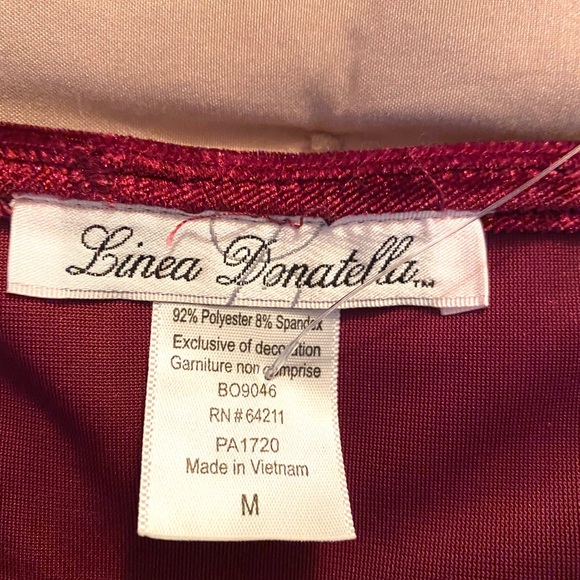 Linea Donatella™
92% Polyester 8% Spandex
Exclusive of decoration
Garniture non comprise
BO9046
RN # 64211
PA1720
Made in Vietnam
M